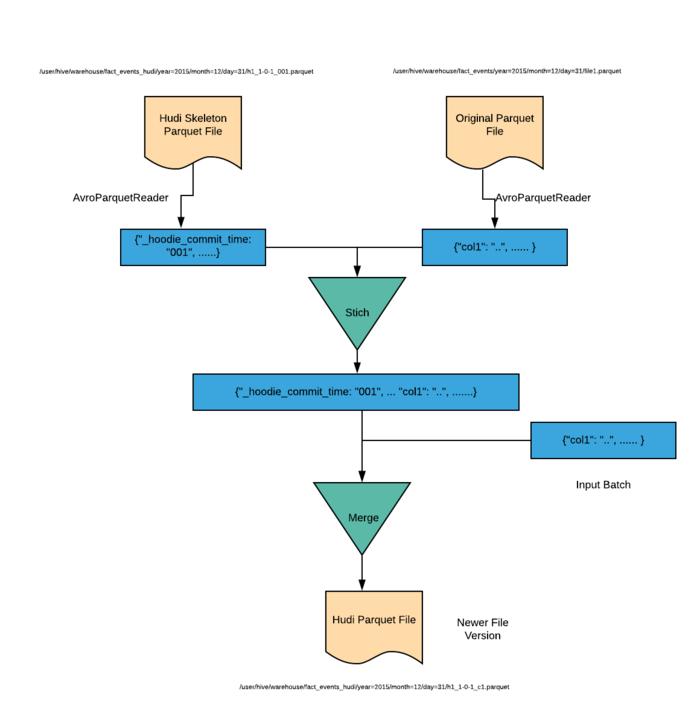 /user/hive/warehouse/fact_events_hudi/year=2015/month=12/day=31/h1_1-0-1_001.parquet
/user/hive/warehouse/fact_events/year=2015/month=12/day=31/file1.parquet
Hudi Skeleton
Parquet File
Original Parquet
File
AvroParquetReader
AvroParquetReader
{"_hoodie_commit_time:
"001", ......}
{"col1": "..", ...... }
Stich
{"_hoodie_commit_time: "001", ... "col1": "..", .......}
{"col1": "..", ...... }
Input Batch
Merge
Hudi Parquet File
Newer File
Version
/user/hive/warehouse/fact_events_hudi/year=2015/month=12/day=31/h1_1-0-1_c1.parquet